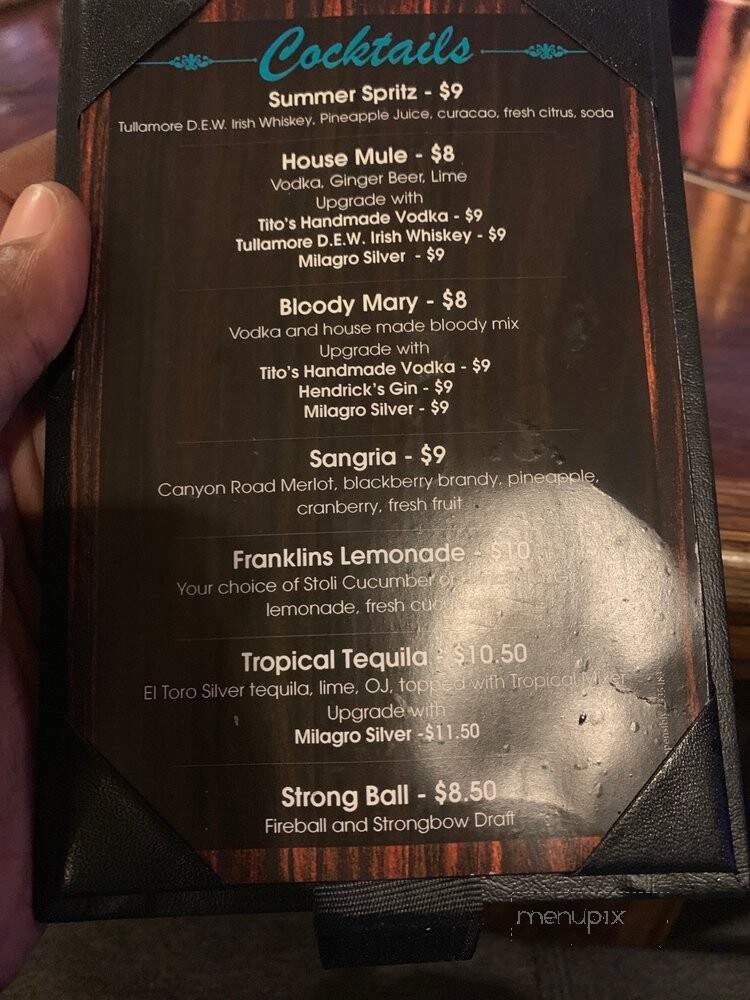 Cocktails
Summer Spritz - $9
Tullamore D.E.W. Irish Whiskey, Pineapple Juice, curacao, fresh citrus, soda
House Mule - $8
Vodka, Ginger Beer, Lime
Upgrade with
Tito's Handmade Vodka - $9
Tullamore D.E.W. Irish Whiskey - $9
Milagro Silver - $9
Bloody Mary - $8
Vodka and house made bloody mix
Upgrade with
Tito's Handmade Vodka - $9
Hendrick's Gin - $9
Milagro Silver - $9
Sangria - $9
Canyon Road Merlot, blackberry brandy, pineapple,
cranberry, fresh fruit
Franklins Lemonade - $10
Your choice of Stoli Cucumber or
lemonade, fresh
Tropical Tequila - $10.50
El Toro Silver tequila, lime, OJ, topped with Tropical
Upgrade with
Milagro Silver -$11.50
Strong Ball - $8.50
Fireball and Strongbow Draft
menupix